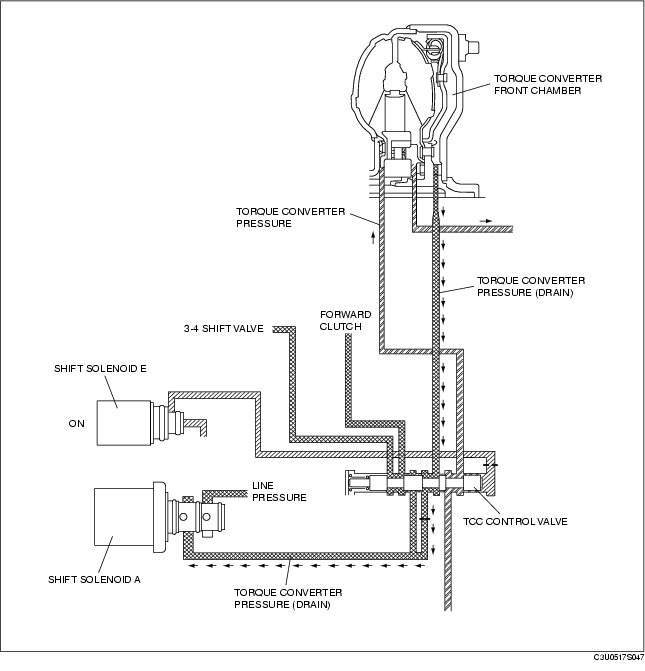 TORQUE CONVERTER
FRONT CHAMBER
TORQUE CONVERTER
PRESSURE
TORQUE CONVERTER
PRESSURE (DRAIN)
FORWARD
CLUTCH
3-4 SHIFT VALVE
SHIFT SOLENOID E
ON
LINE
PRESSURE
TCC CONTROL VALVE
SHIFT SOLENOID A
TORQUE CONVERTER
PRESSURE (DRAIN)
C3U0517S047